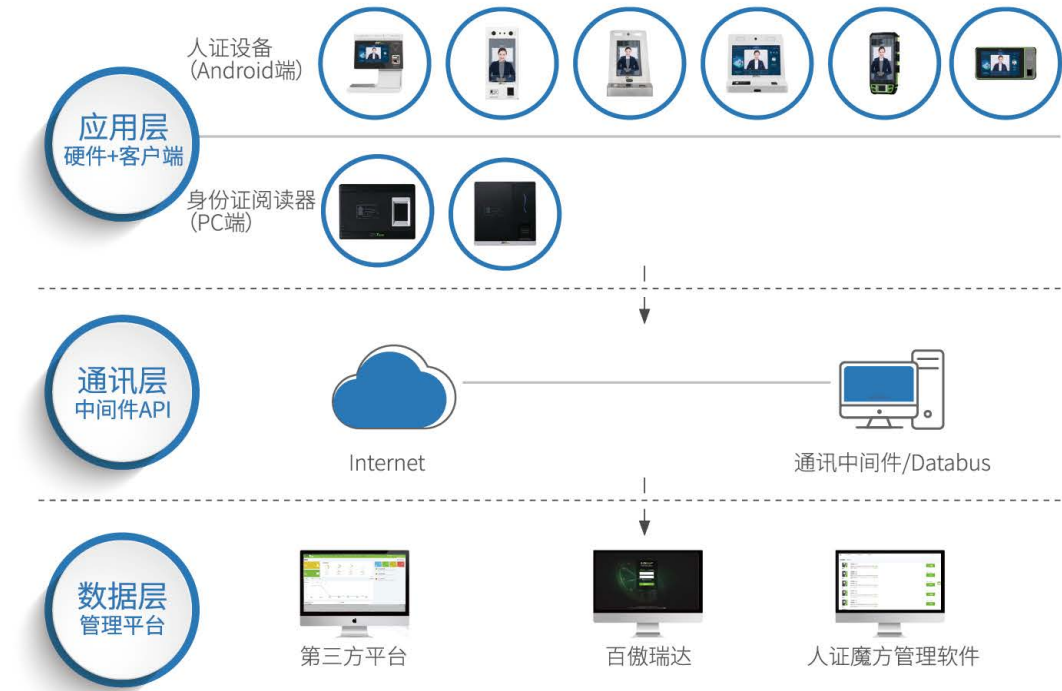 人证设备
（Android端）
应用层
硬件+客户端
身份证阅读器
（PC端）
通讯层
中间件API
Internet
通讯中间件/Databus
数据层
管理平台
第三方平台
百傲瑞达
人证魔方管理软件